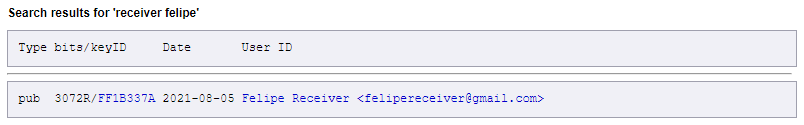 Search results for 'receiver felipe'
Type bits/keyID Date User ID
pub 3072R/FF1B337A 2021-08-05 Felipe Receiver <felipereceiver@gmail.com>